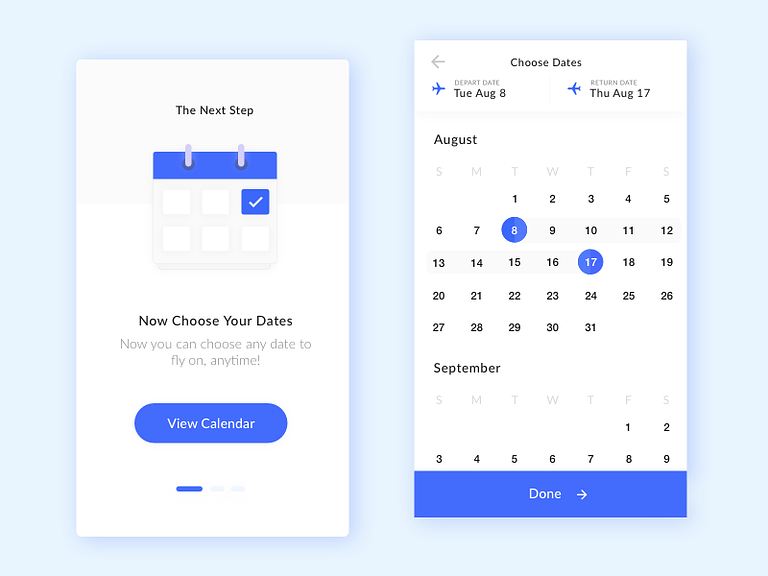 The Next Step
Now Choose Your Dates
Now you can choose any date to
fly on, anytime!
View Calendar
Choose Dates
DEPART DATE
Tue Aug 8
RETURN DATE
Thu Aug 17
August
S M T W T F S
1 2 3 4 5
6 7 8 9 10 11 12
13 14 15 16 17 18 19
20 21 22 23 24 25 26
27 28 29 30 31
September
S M T W T F S
1 2
3 4 5 6 7 8 9
Done